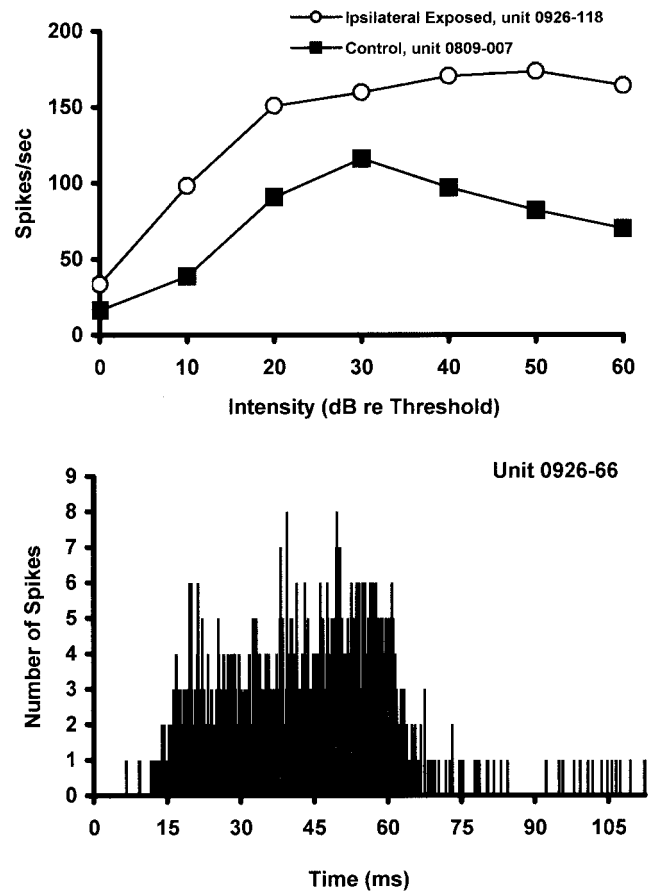 Ipsilateral Exposed, unit 0926-118
Control, unit 0809-007
200
150
100
50
0
Spikes/sec
0 10 20 30 40 50 60
Intensity (dB re Threshold)
Unit 0926-66
9
8
7
6
5
4
3
2
1
0
Number of Spikes
0 15 30 45 60 75 90 105
Time (ms)